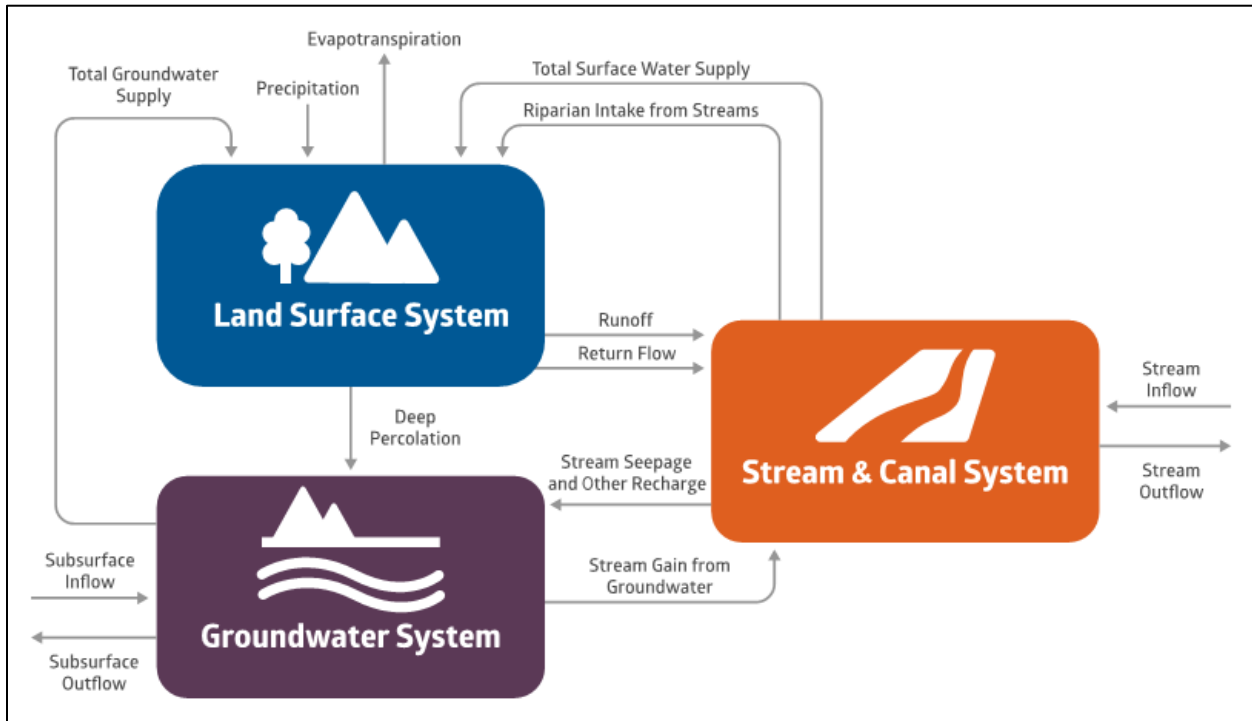 Evapotranspiration
Total Groundwater
Supply
Precipitation
Total Surface Water Supply
Riparian Intake from Streams
Land Surface System
Runoff
Return Flow
Deep
Percolation
Stream
Inflow
Stream & Canal System
Stream
Outflow
Stream Seepage
and Other Recharge
Subsurface
Inflow
Stream Gain from
Groundwater
Groundwater System
Subsurface
Outflow